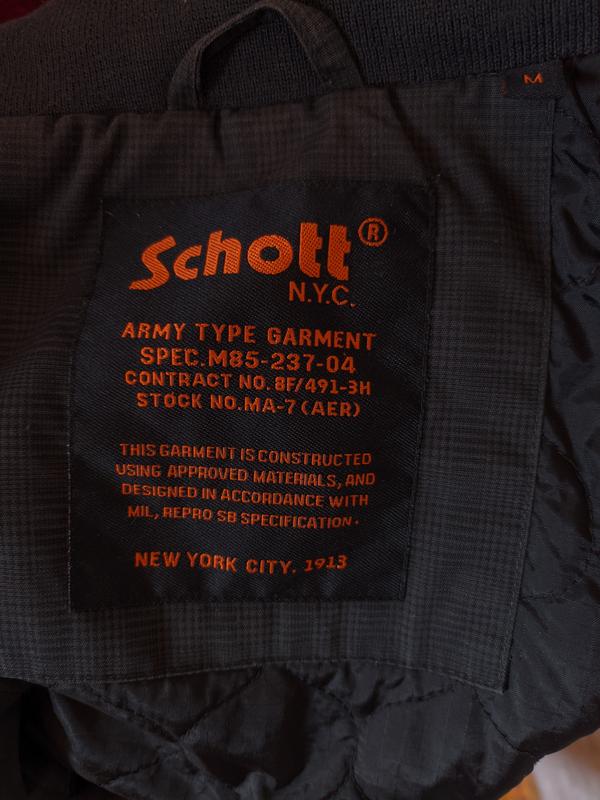 M
Schott®
N.Y.C.
ARMY TYPE GARMENT
SPEC.M85-237-04
CONTRACT NO. 8F/491-3H
STOCK NO.MA-7 (AER)
THIS GARMENT IS CONSTRUCTED
USING APPROVED MATERIALS, AND
DESIGNED IN ACCORDANCE WITH
MIL, REPRO SB SPECIFICATION.
NEW YORK CITY. 1913